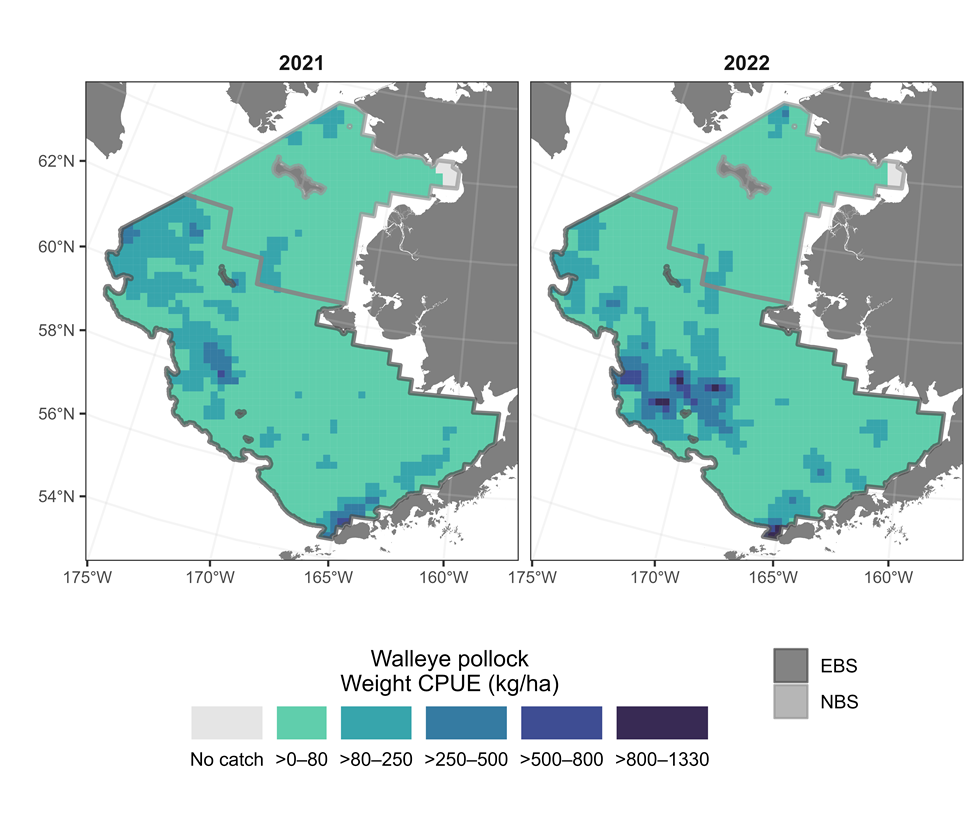 2021 2022
62°N
60°N
58°N
56°N
54°N
175°W 170°W 165°W 160°W 175°W 170°W 165°W 160°W
Walleye pollock
Weight CPUE (kg/ha)
No catch >0–80 >80–250 >250–500 >500–800 >800–1330
EBS
NBS